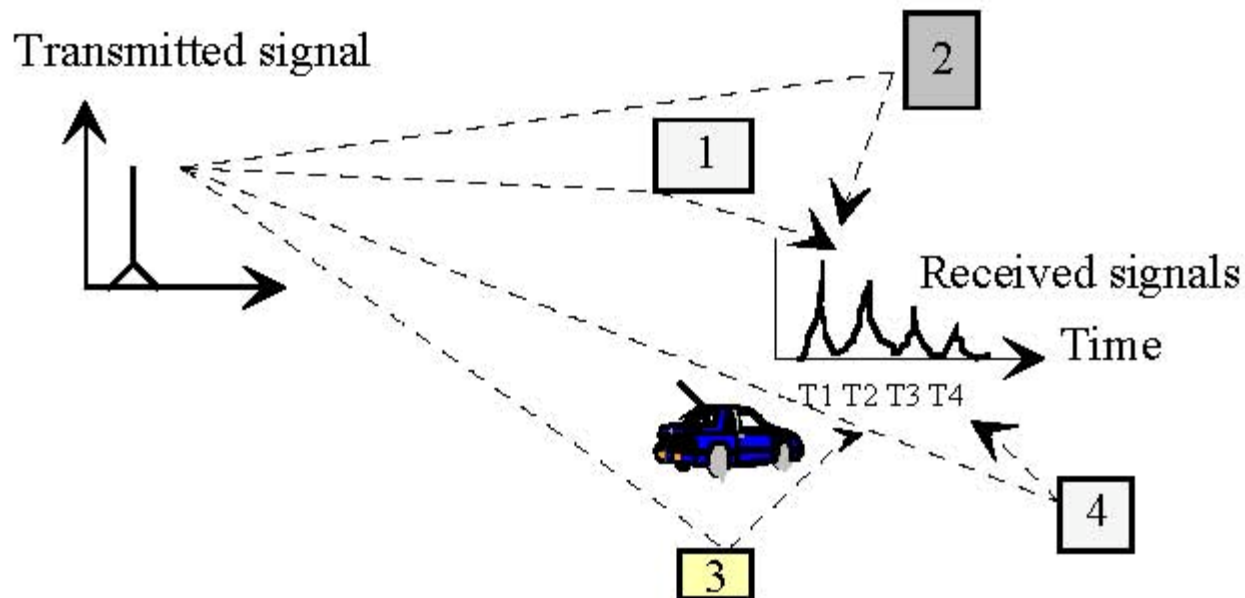 Transmitted signal
2
1
Received signals
Time
T1 T2 T3 T4
4
3